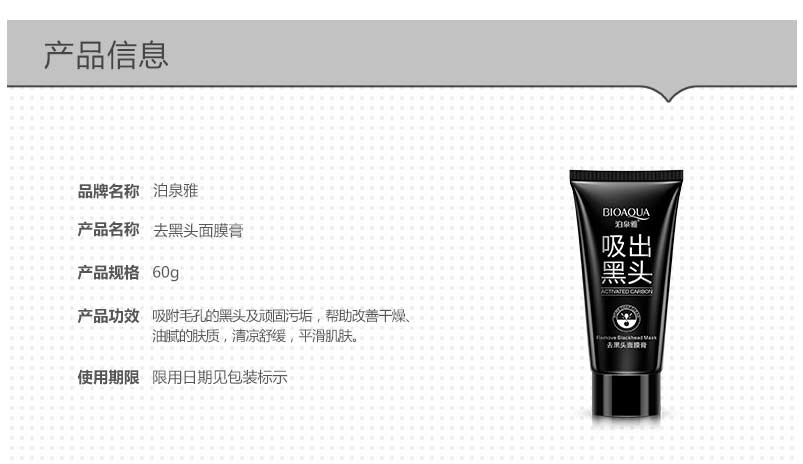 产品信息
品牌名称 泊泉雅
产品名称 去黑头面膜膏
产品规格 60g
产品功效 吸附毛孔的黑头及顽固污垢，帮助改善干燥、
油腻的肤质，清凉舒缓，平滑肌肤。
使用期限 限用日期见包装标示
BIOAQUA
泊泉雅
吸出
黑头
ACTIVATED CARBON
Remove Blackhead Mask
去黑头面膜膏